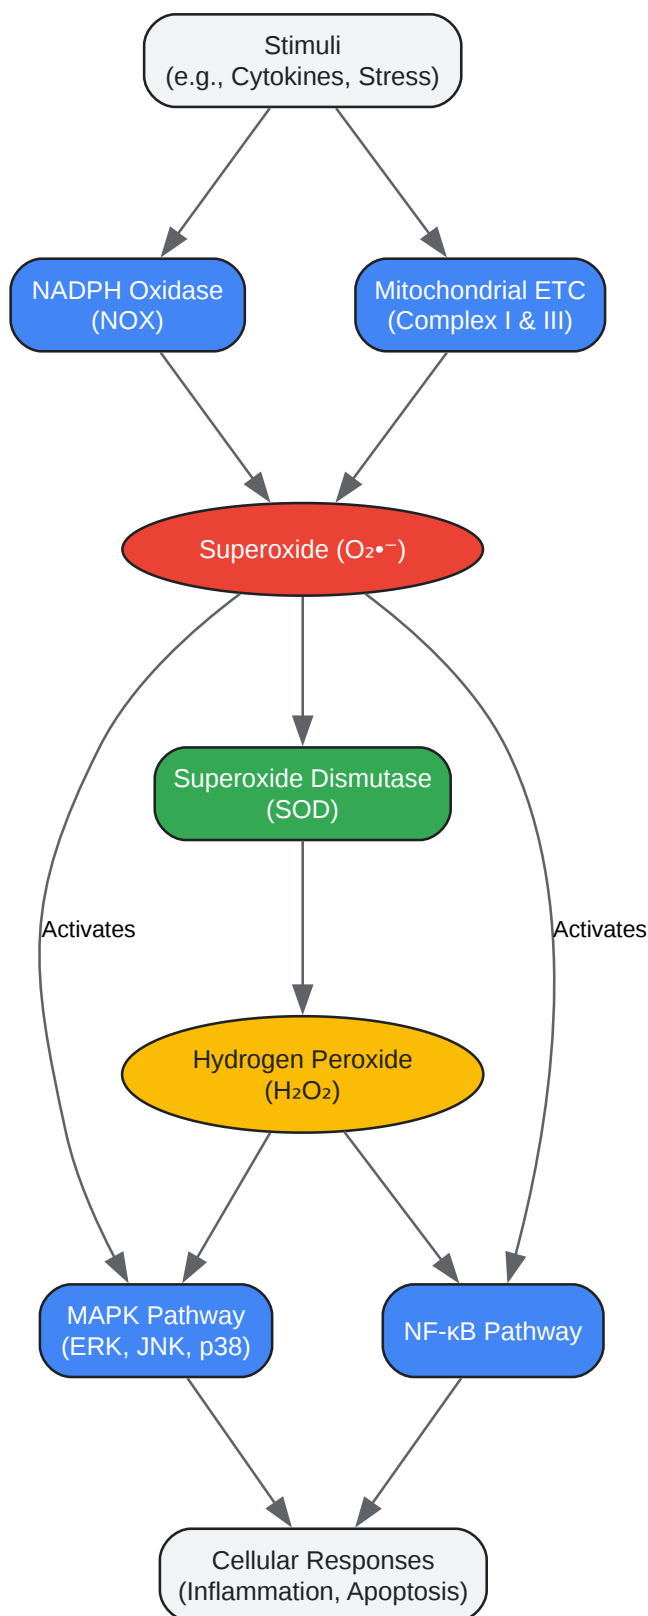 Stimuli
(e.g., Cytokines, Stress)
NADPH Oxidase
(NOX)
Mitochondrial ETC
(Complex I & III)
Superoxide (O₂•⁻)
Superoxide Dismutase
(SOD)
Activates
Activates
Hydrogen Peroxide
(H₂O₂)
MAPK Pathway
(ERK, JNK, p38)
NF-κB Pathway
Cellular Responses
(Inflammation, Apoptosis)